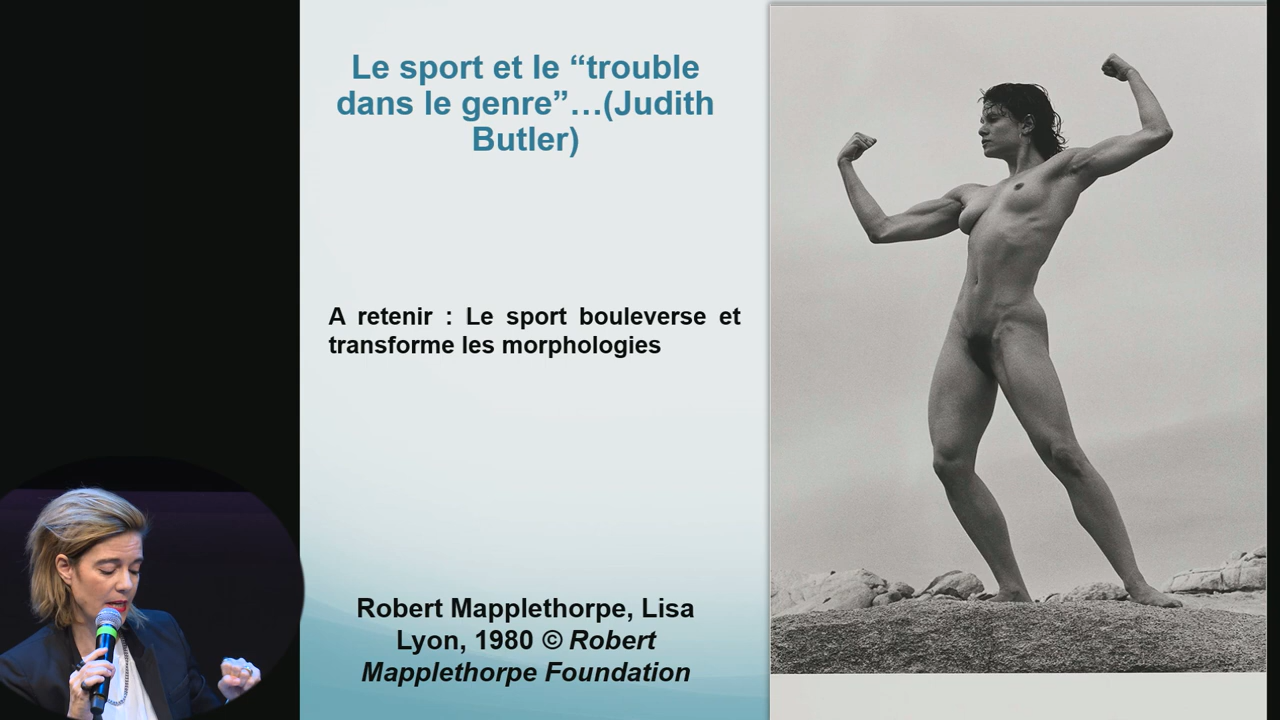 Le sport et le “trouble
dans le genre”…(Judith
Butler)
A retenir : Le sport bouleverse et
transforme les morphologies
Robert Mapplethorpe, Lisa
Lyon, 1980 © Robert
Mapplethorpe Foundation